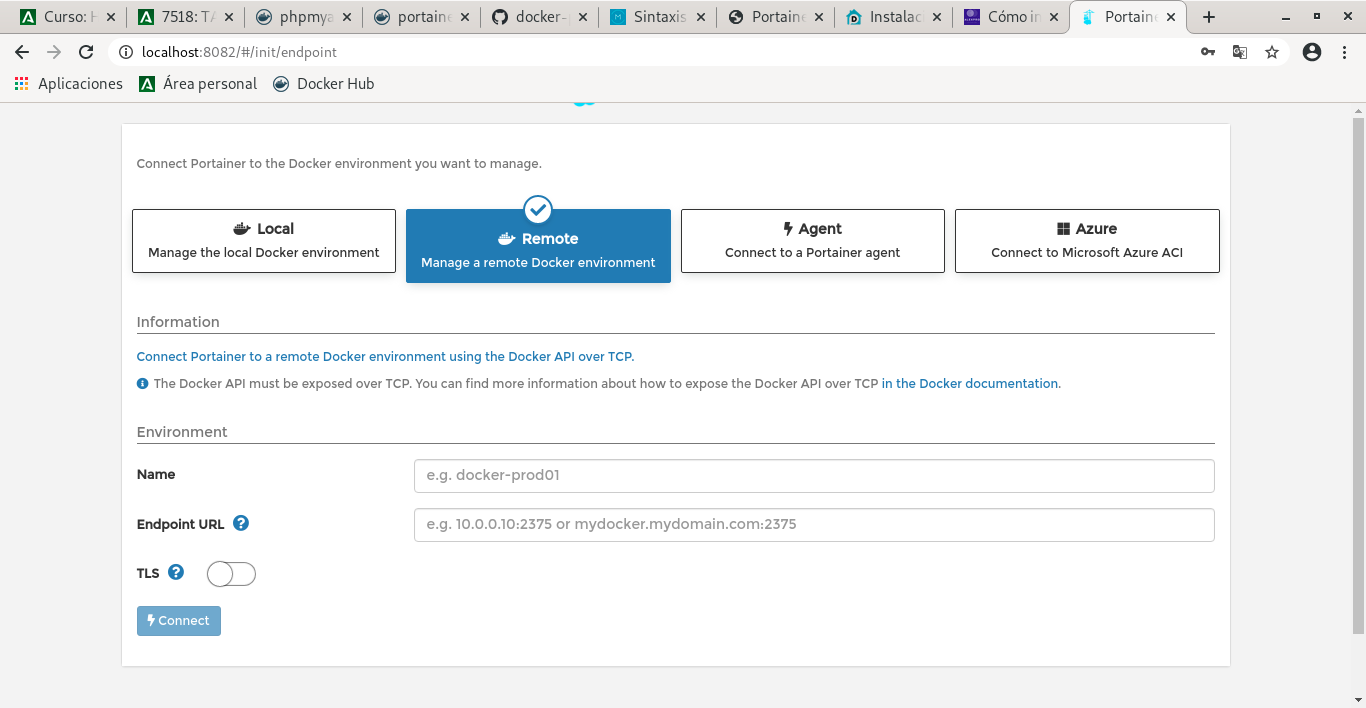 Curso: H
7518: TA
phpmya
portaine
docker-
Sintaxis
Portaine
Instalac
Cómo in
Portaine
localhost:8082/#/init/endpoint
Aplicaciones
Área personal
Docker Hub
Connect Portainer to the Docker environment you want to manage.
Local
Manage the local Docker environment
Remote
Manage a remote Docker environment
Agent
Connect to a Portainer agent
Azure
Connect to Microsoft Azure ACI
Information
Connect Portainer to a remote Docker environment using the Docker API over TCP.
The Docker API must be exposed over TCP. You can find more information about how to expose the Docker API over TCP in the Docker documentation.
Environment
Name
e.g. docker-prod01
Endpoint URL
e.g. 10.0.0.10:2375 or mydocker.mydomain.com:2375
TLS
Connect